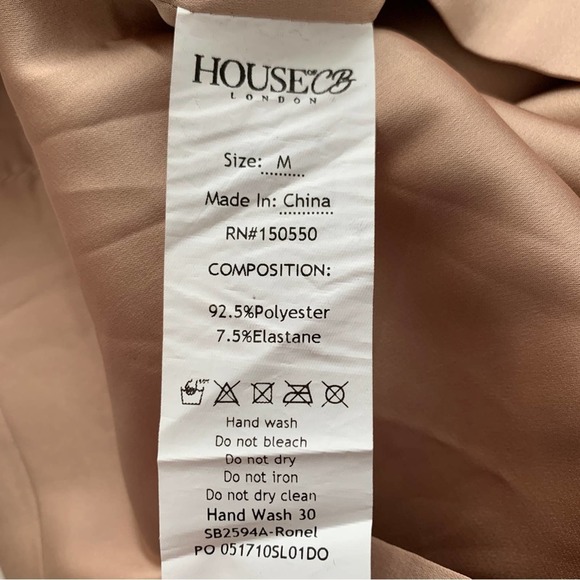 HOUSE OF CB
LONDON
Size: M
Made In: China
RN#150550
COMPOSITION:
92.5%Polyester
7.5%Elastane
Hand wash
Do not bleach
Do not dry
Do not iron
Do not dry clean
Hand Wash 30
SB2594A-Ronel
PO 051710SL01DO